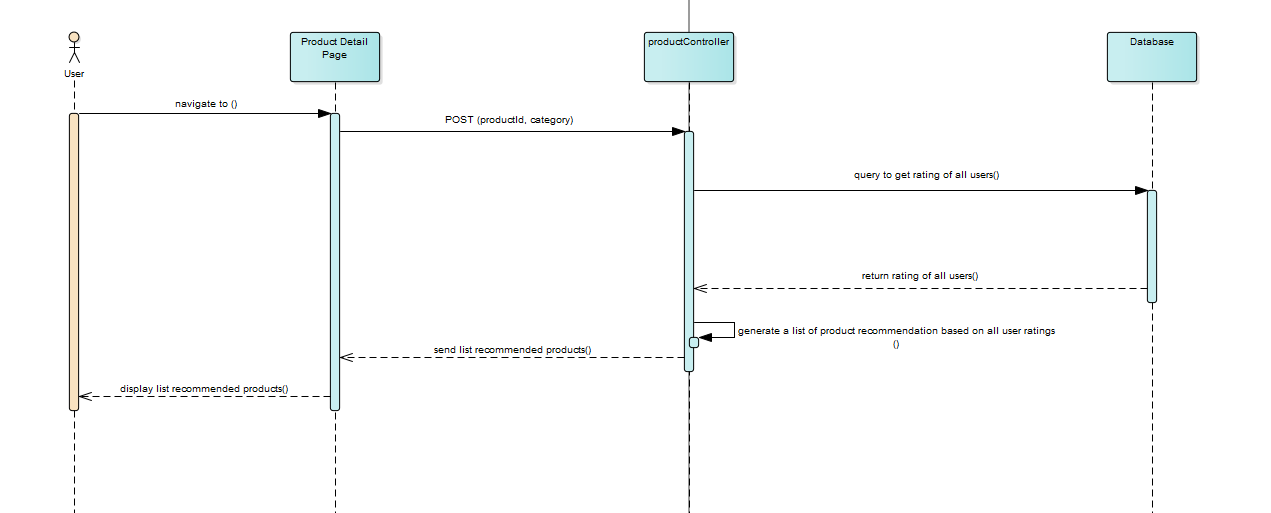 Product Detail
Page
productController
Database
User
navigate to ()
POST (productId, category)
query to get rating of all users()
return rating of all users()
generate a list of product recommendation based on all user ratings
()
send list recommended products()
display list recommended products()